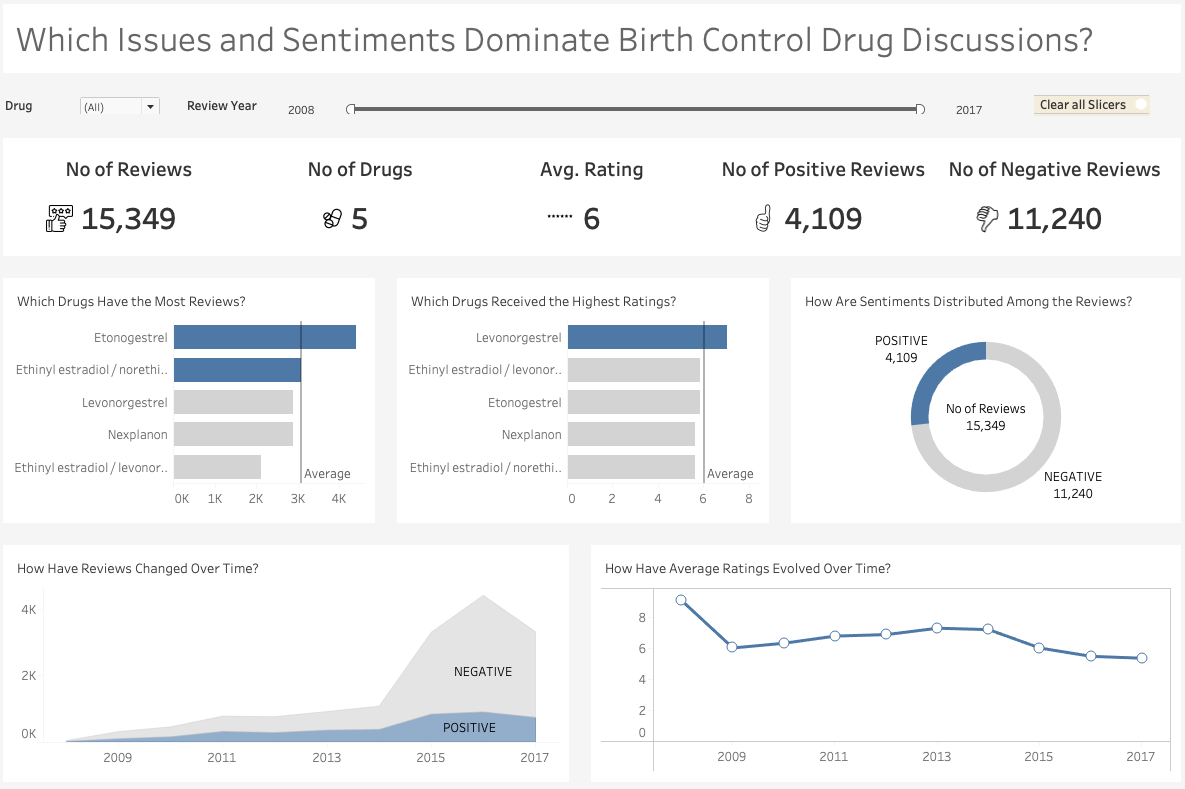 Which Issues and Sentiments Dominate Birth Control Drug Discussions?
Drug
(All)
Review Year
2008
2017
Clear all Slicers
No of Reviews
15,349
No of Drugs
5
Avg. Rating
6
No of Positive Reviews
4,109
No of Negative Reviews
11,240
Which Drugs Have the Most Reviews?
Etonogestrel
Ethinyl estradiol / norethi..
Levonorgestrel
Nexplanon
Ethinyl estradiol / levonor..
Average
0K 1K 2K 3K 4K
Which Drugs Received the Highest Ratings?
Levonorgestrel
Ethinyl estradiol / levonor..
Etonogestrel
Nexplanon
Ethinyl estradiol / norethi..
Average
0 2 4 6 8
How Are Sentiments Distributed Among the Reviews?
POSITIVE
4,109
No of Reviews
15,349
NEGATIVE
11,240
How Have Reviews Changed Over Time?
4K
2K
0K
NEGATIVE
POSITIVE
2009 2011 2013 2015 2017
How Have Average Ratings Evolved Over Time?
8
6
4
2
0
2009 2011 2013 2015 2017